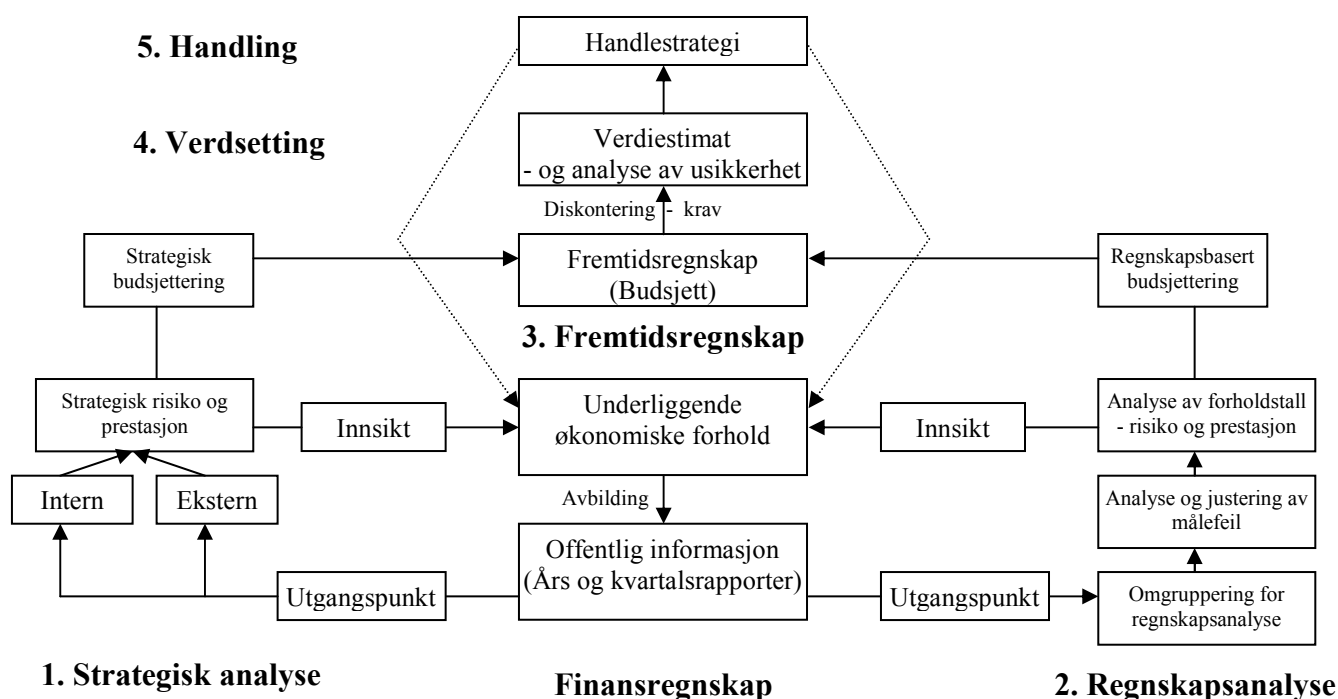 5. Handling
Handlestrategi
4. Verdsetting
Verdiestimat
- og analyse av usikkerhet
Diskontering - krav
Strategisk
budsjettering
Fremtidsregnskap
(Budsjett)
Regnskapsbasert
budsjettering
3. Fremtidsregnskap
Strategisk risiko og
prestasjon
Innsikt
Underliggende
økonomiske forhold
Innsikt
Analyse av forholdstall
- risiko og prestasjon
Intern
Ekstern
Avbilding
Analyse og justering av
målefeil
Offentlig informasjon
(Års og kvartalsrapporter)
Utgangspunkt
Utgangspunkt
Omgruppering for
regnskapsanalyse
1. Strategisk analyse
Finansregnskap
2. Regnskapsanalyse